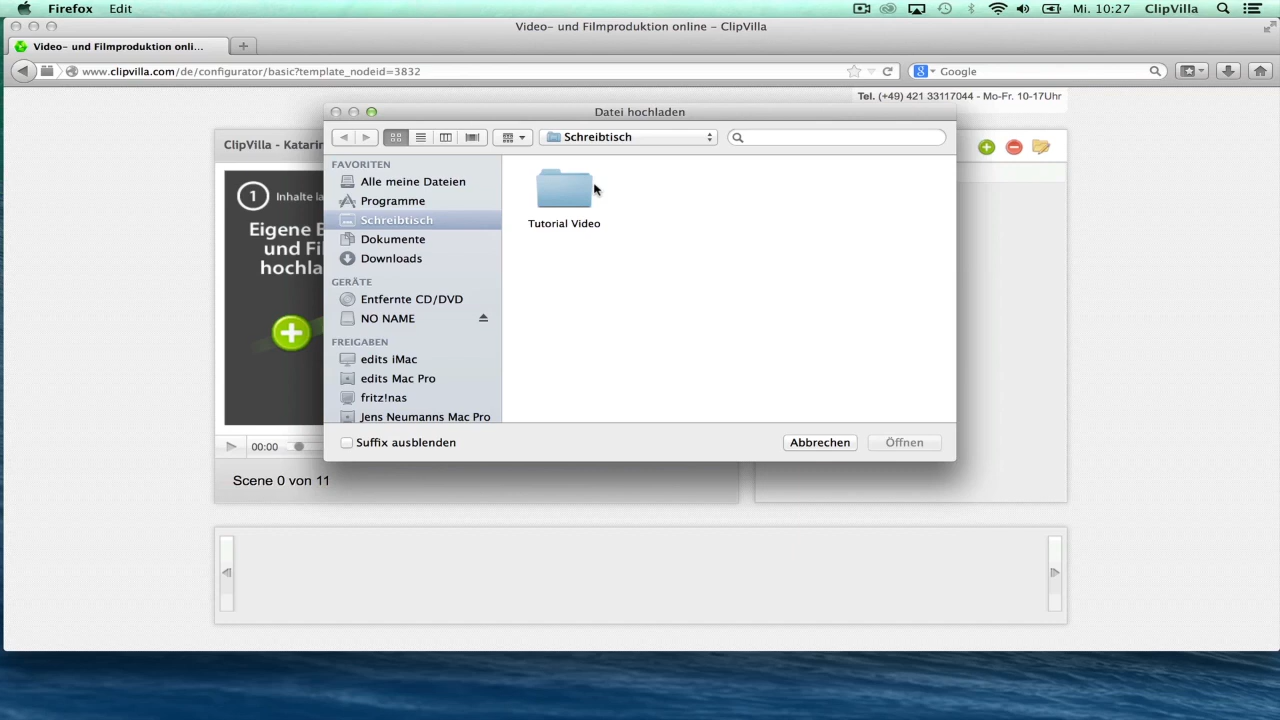 Firefox Edit
Mi. 10:27 ClipVilla
Video- und Filmproduktion online - ClipVilla
Video- und Filmproduktion onli...
www.clipvilla.com/de/configurator/basic?template_nodeid=3832
Google
Tel. (+49) 421 33117044 - Mo-Fr. 10-17Uhr
Datei hochladen
Schreibtisch
ClipVilla - Katarin
FAVORITEN
Alle meine Dateien
Programme
Schreibtisch
Dokumente
Downloads
GERÄTE
Entfernte CD/DVD
NO NAME
FREIGABEN
edits iMac
edits Mac Pro
fritz!nas
Jens Neumanns Mac Pro
Tutorial Video
1 Inhalte la
Eigene B
und Fi
hochla
00:00
Suffix ausblenden
Abbrechen
Öffnen
Scene 0 von 11